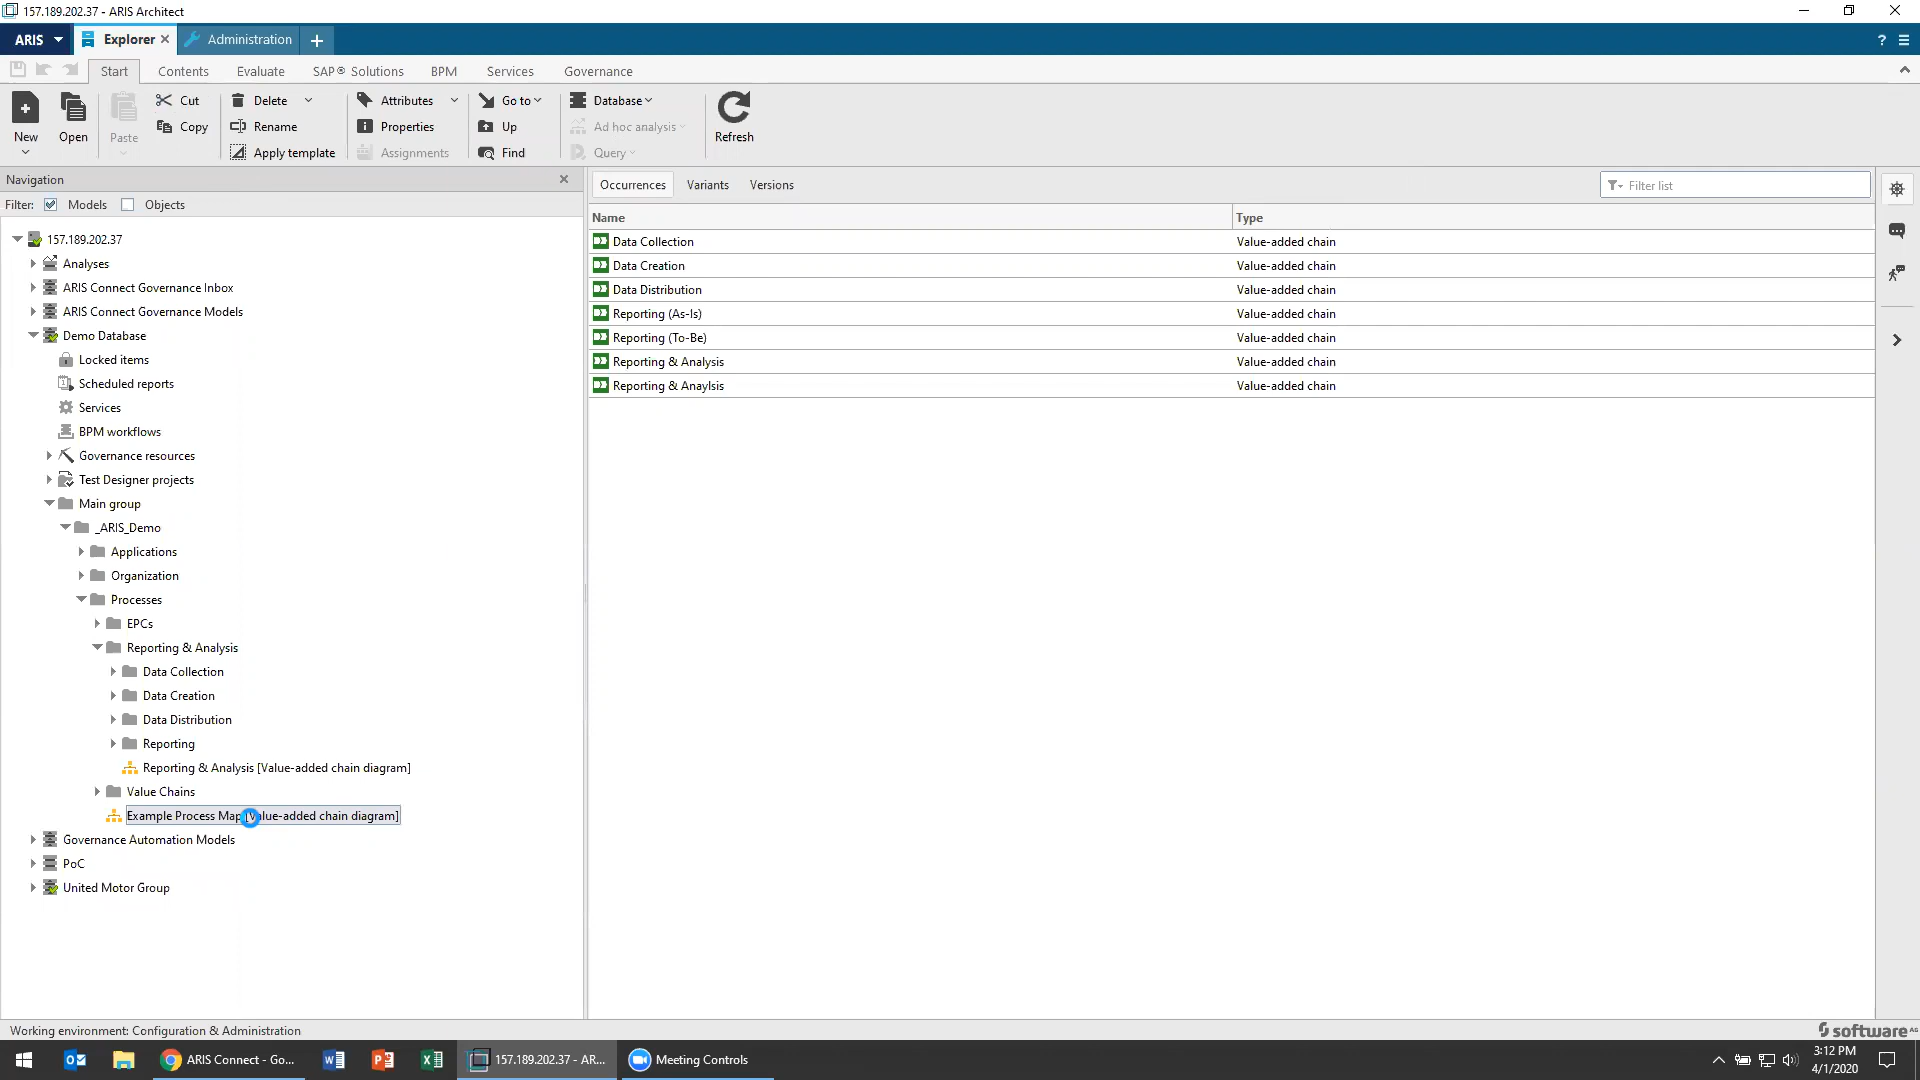 157.189.202.37 - ARIS Architect
ARIS Explorer Administration
Start Contents Evaluate SAP® Solutions BPM Services Governance
New Open Paste Cut Copy Delete Rename Apply template Attributes Properties Assignments Go to Up Find Database Ad hoc analysis Query Refresh
Navigation
Filter: Models Objects
157.189.202.37
Analyses
ARIS Connect Governance Inbox
ARIS Connect Governance Models
Demo Database
Locked items
Scheduled reports
Services
BPM workflows
Governance resources
Test Designer projects
Main group
_ARIS_Demo
Applications
Organization
Processes
EPCs
Reporting & Analysis
Data Collection
Data Creation
Data Distribution
Reporting
Reporting & Analysis [Value-added chain diagram]
Value Chains
Example Process Map [Value-added chain diagram]
Governance Automation Models
PoC
United Motor Group
Occurrences Variants Versions Filter list
Name Type
Data Collection Value-added chain
Data Creation Value-added chain
Data Distribution Value-added chain
Reporting (As-Is) Value-added chain
Reporting (To-Be) Value-added chain
Reporting & Analysis Value-added chain
Reporting & Anaylsis Value-added chain
Working environment: Configuration & Administration
software AG
ARIS Connect - Go... 157.189.202.37 - AR... Meeting Controls
3:12 PM
4/1/2020